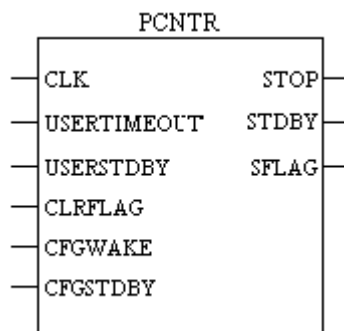 PCNTR
CLK STOP
USERTIMEOUT STDBY
USERSTDBY SFLAG
CLRFLAG
CFGWAKE
CFGSTDBY